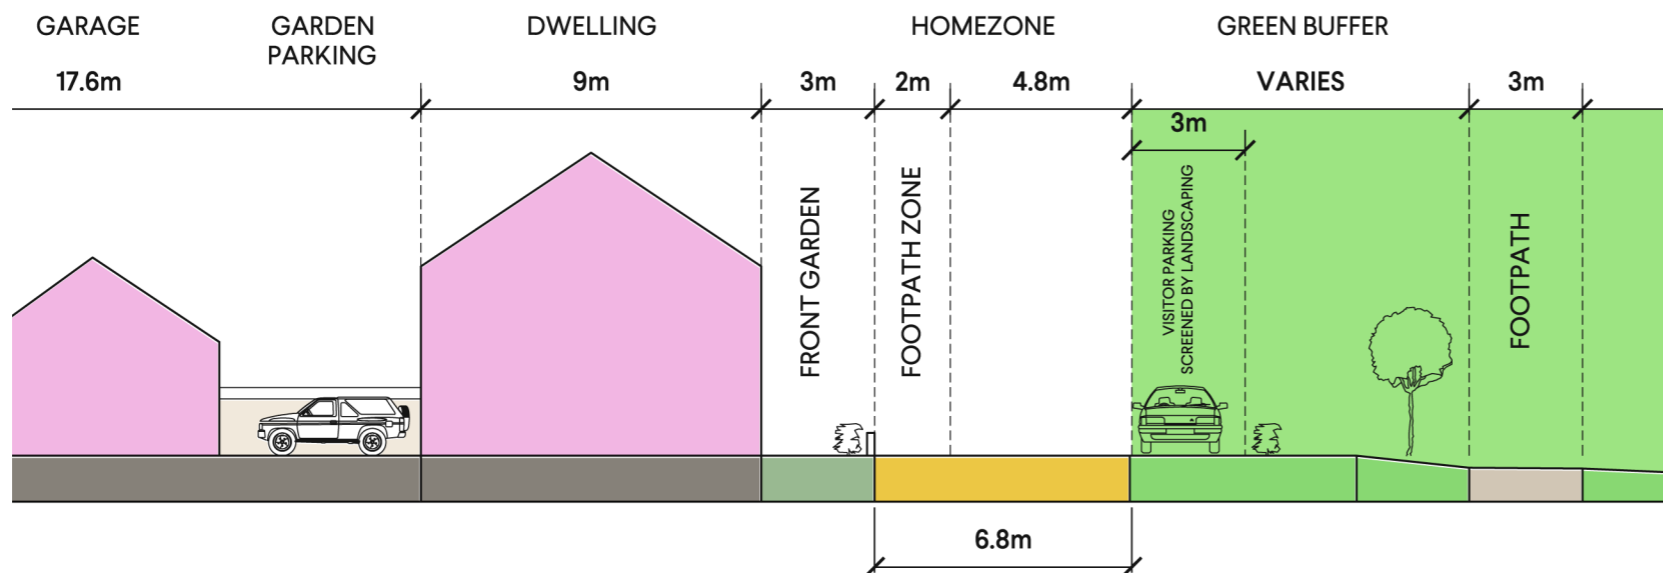 GARAGE
GARDEN
PARKING
DWELLING
HOMEZONE
GREEN BUFFER
17.6m
9m
3m
2m
4.8m
VARIES
3m
3m
FRONT GARDEN
FOOTPATH ZONE
VISITOR PARKING
SCREENED BY LANDSCAPING
FOOTPATH
6.8m